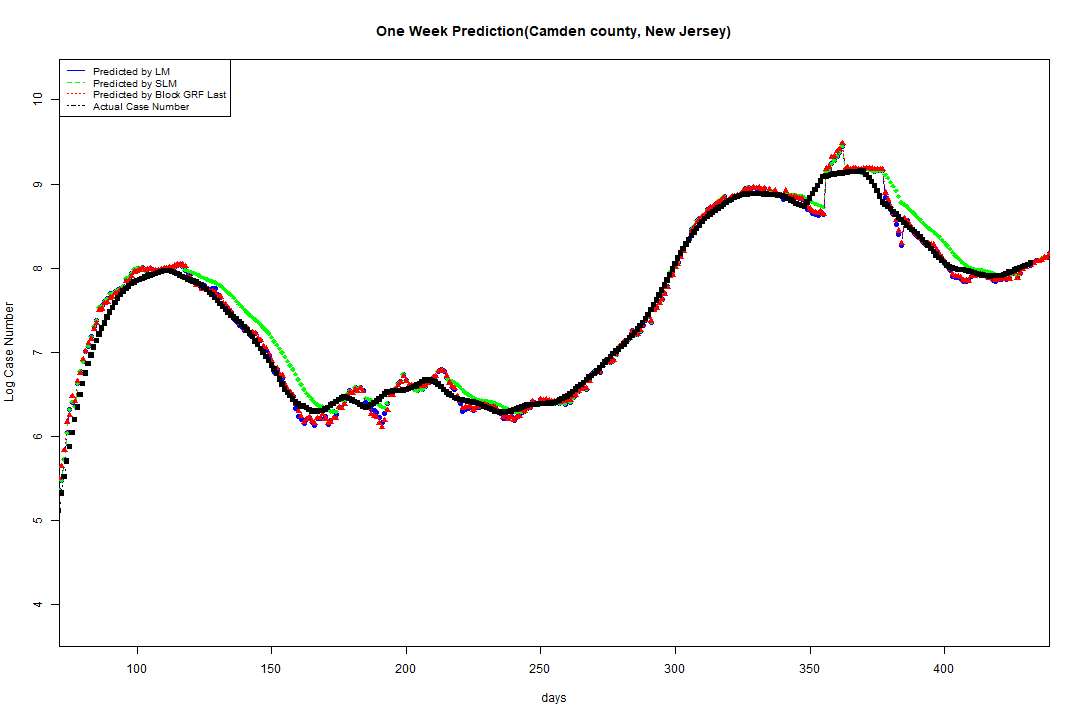 One Week Prediction(Camden county, New Jersey)
Predicted by LM
Predicted by SLM
Predicted by Block GRF Last
Actual Case Number
10
9
8
7
6
5
4
Log Case Number
100 150 200 250 300 350 400
days